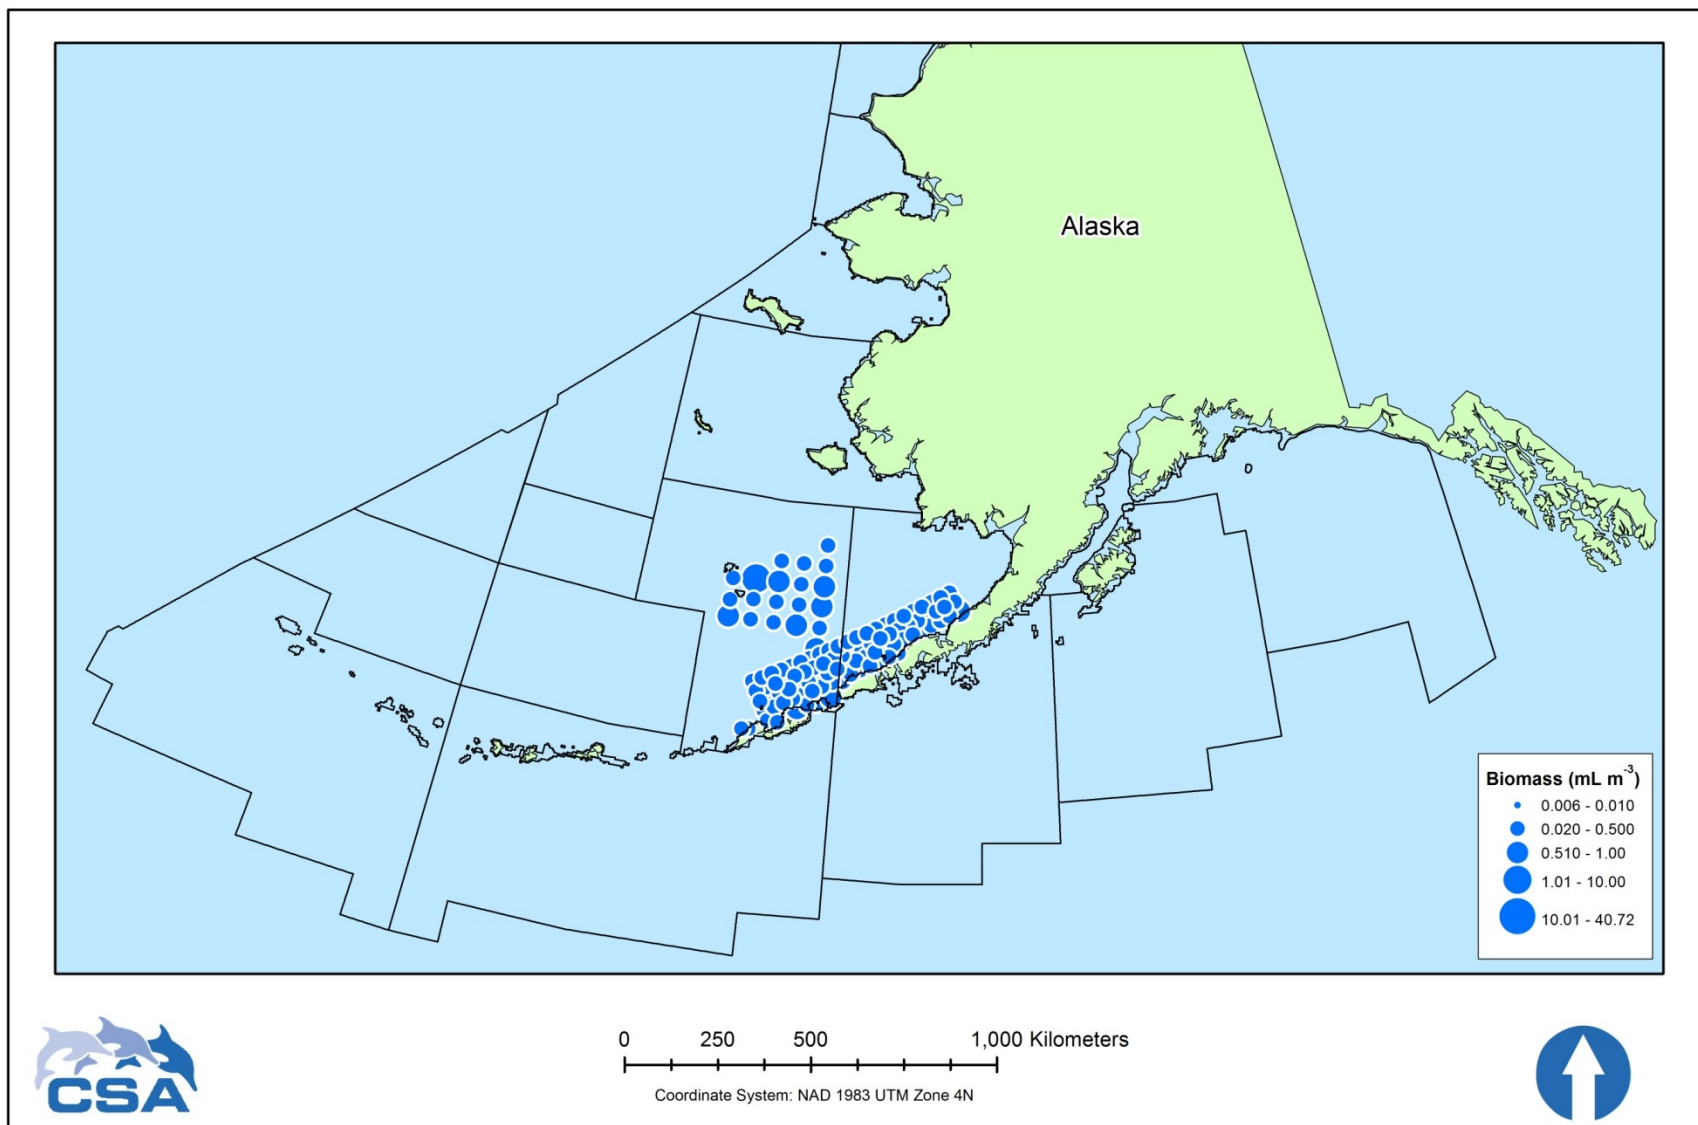 Alaska
Biomass (mL m⁻³)
0.006 - 0.010
0.020 - 0.500
0.510 - 1.00
1.01 - 10.00
10.01 - 40.72
CSA
0 250 500 1,000 Kilometers
Coordinate System: NAD 1983 UTM Zone 4N